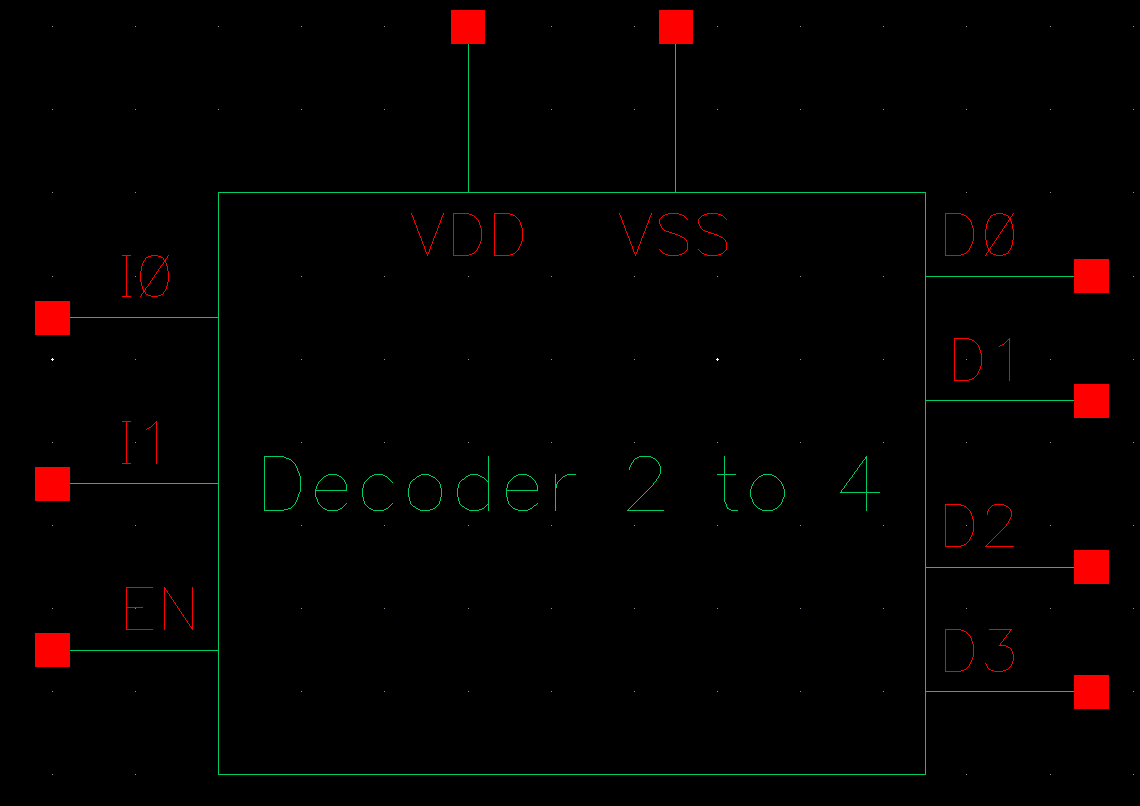 VDD VSS
D0
I0
D1
I1
Decoder 2 to 4
D2
EN
D3